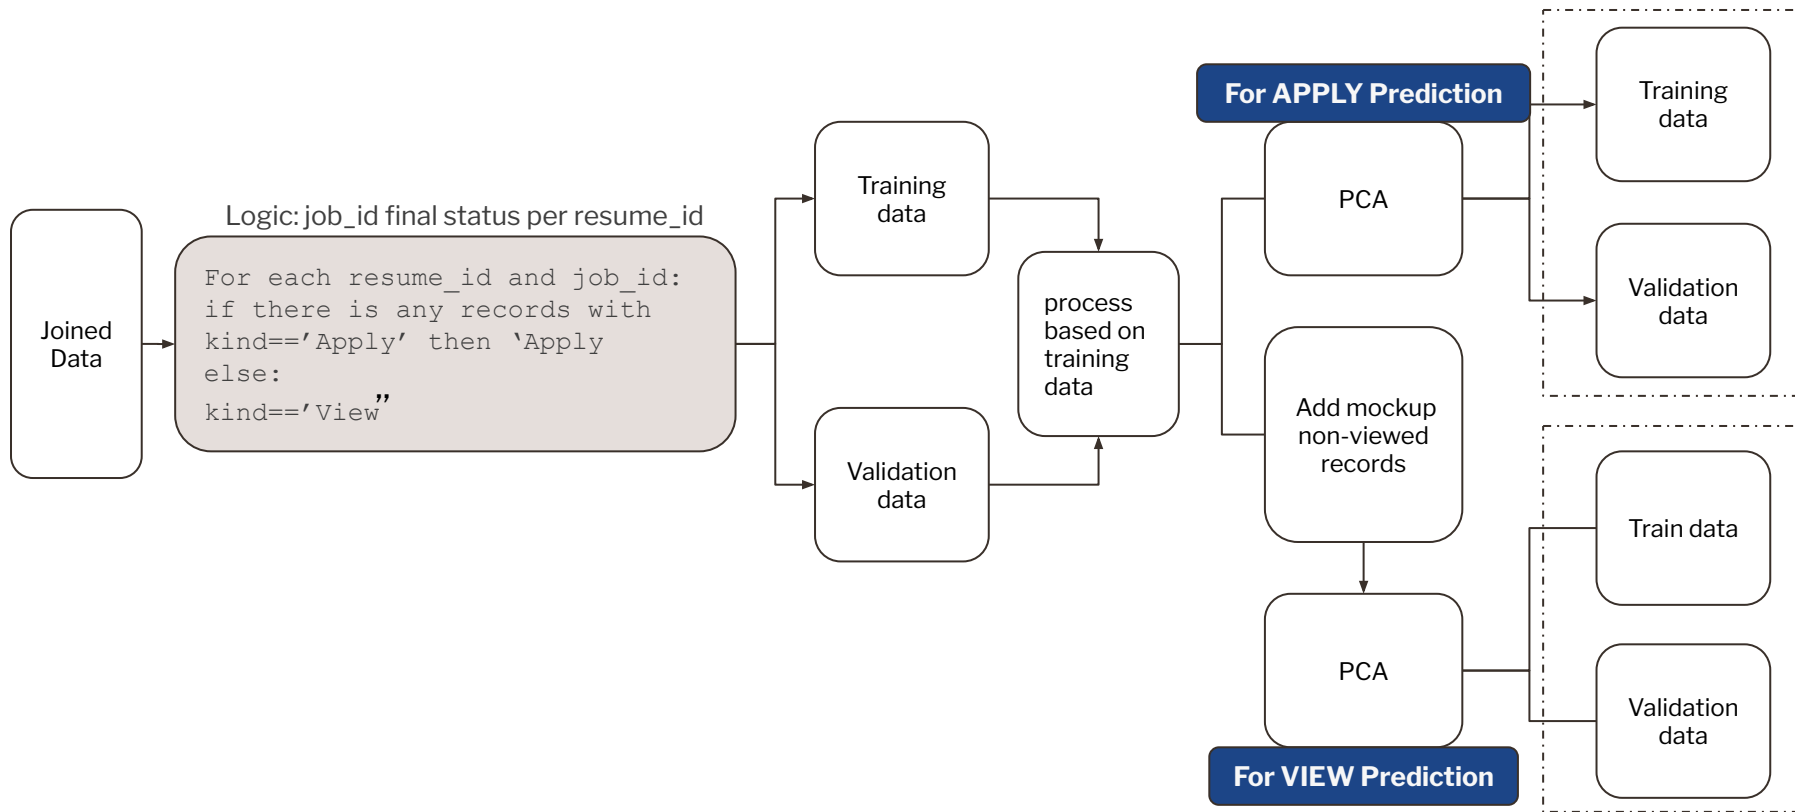 Joined
Data
Logic: job_id final status per resume_id
For each resume_id and job_id:
if there is any records with
kind==’Apply’ then ‘Apply
else:
kind==’View”
Training
data
Validation
data
process
based on
training
data
For APPLY Prediction
PCA
Add mockup
non-viewed
records
PCA
For VIEW Prediction
Training
data
Validation
data
Train data
Validation
data